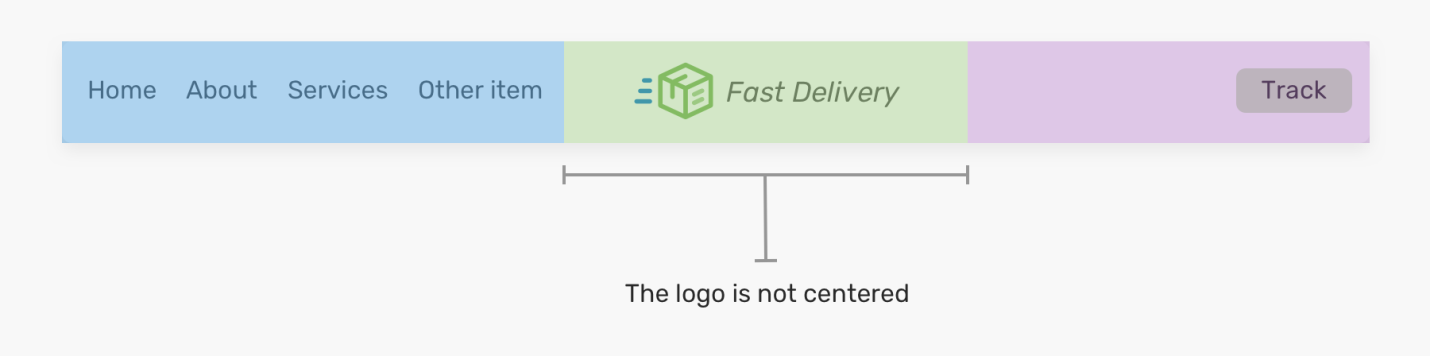 Home About Services Other item Fast Delivery Track
The logo is not centered